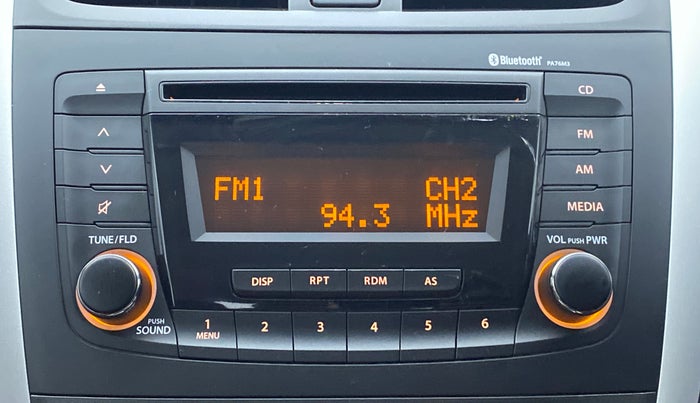 Bluetooth® PA76M3
CD
FM
AM
MEDIA
FM1 CH2
94.3 MHz
TUNE/FLD
VOL PUSH PWR
DISP RPT RDM AS
PUSH
SOUND
1 2 3 4 5 6
MENU